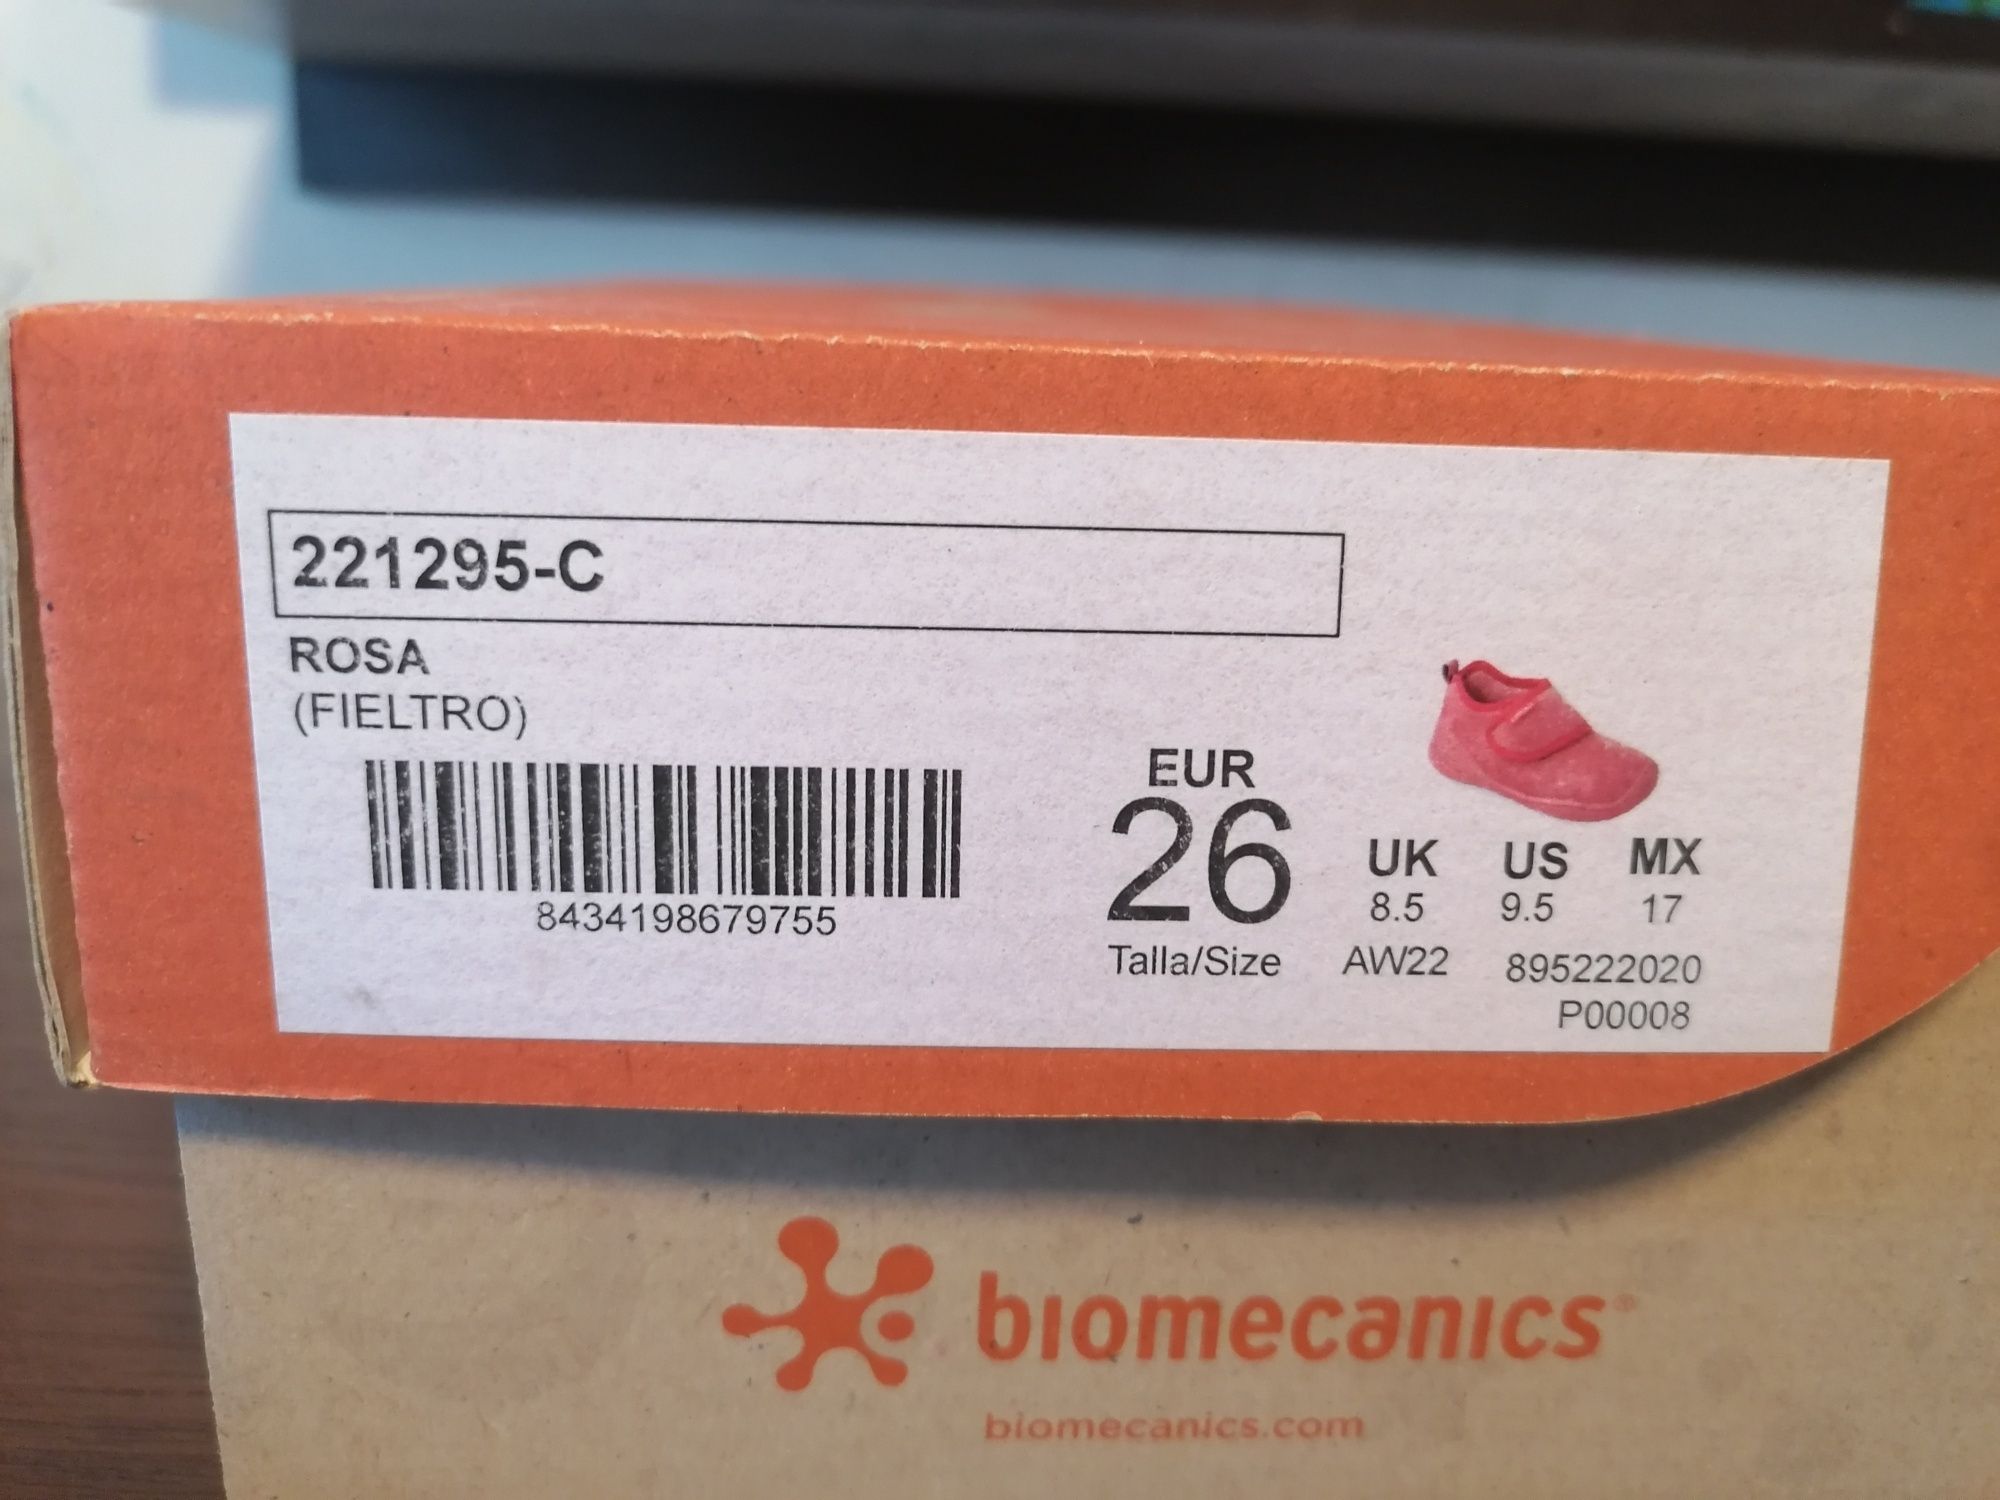 221295-C
ROSA
(FIELTRO)
8434198679755
EUR
26
Talla/Size
UK US MX
8.5 9.5 17
AW22 895222020
P00008
biomecanics®
biomecanics.com